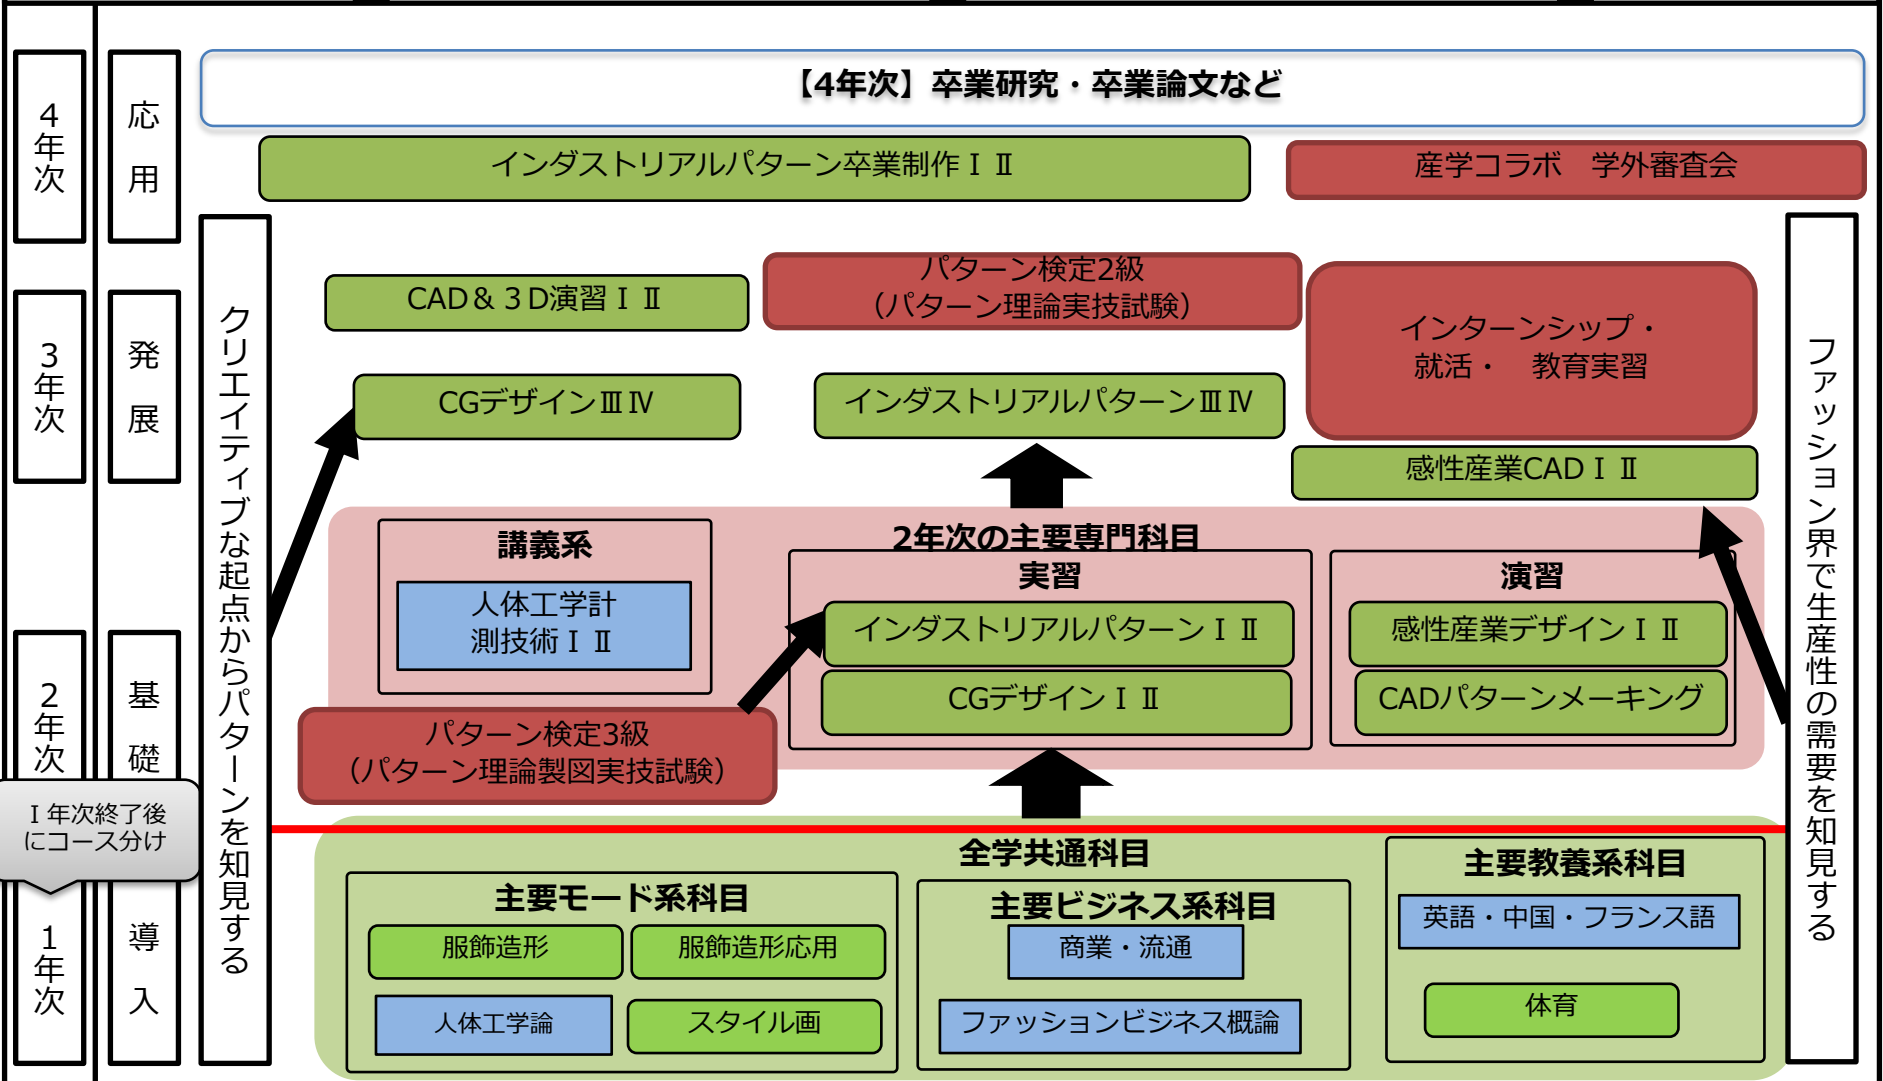 4年次
応用
【4年次】卒業研究・卒業論文など
インダストリアルパターン卒業制作Ⅰ Ⅱ
産学コラボ 学外審査会
クリエイティブな起点からパターンを知見する
ファッション界で生産性の需要を知見する
3年次
発展
CAD&３D演習Ⅰ Ⅱ
パターン検定2級
（パターン理論実技試験）
インターンシップ・
就活・ 教育実習
CGデザインⅢⅣ
インダストリアルパターンⅢⅣ
感性産業CADⅠ Ⅱ
2年次
基礎
2年次の主要専門科目
講義系
人体工学計
測技術Ⅰ Ⅱ
実習
インダストリアルパターンⅠ Ⅱ
CGデザインⅠ Ⅱ
演習
感性産業デザインⅠ Ⅱ
CADパターンメーキング
パターン検定3級
（パターン理論製図実技試験）
Ⅰ年次終了後
にコース分け
1年次
導入
全学共通科目
主要モード系科目
服飾造形
服飾造形応用
人体工学論
スタイル画
主要ビジネス系科目
商業・流通
ファッションビジネス概論
主要教養系科目
英語・中国・フランス語
体育